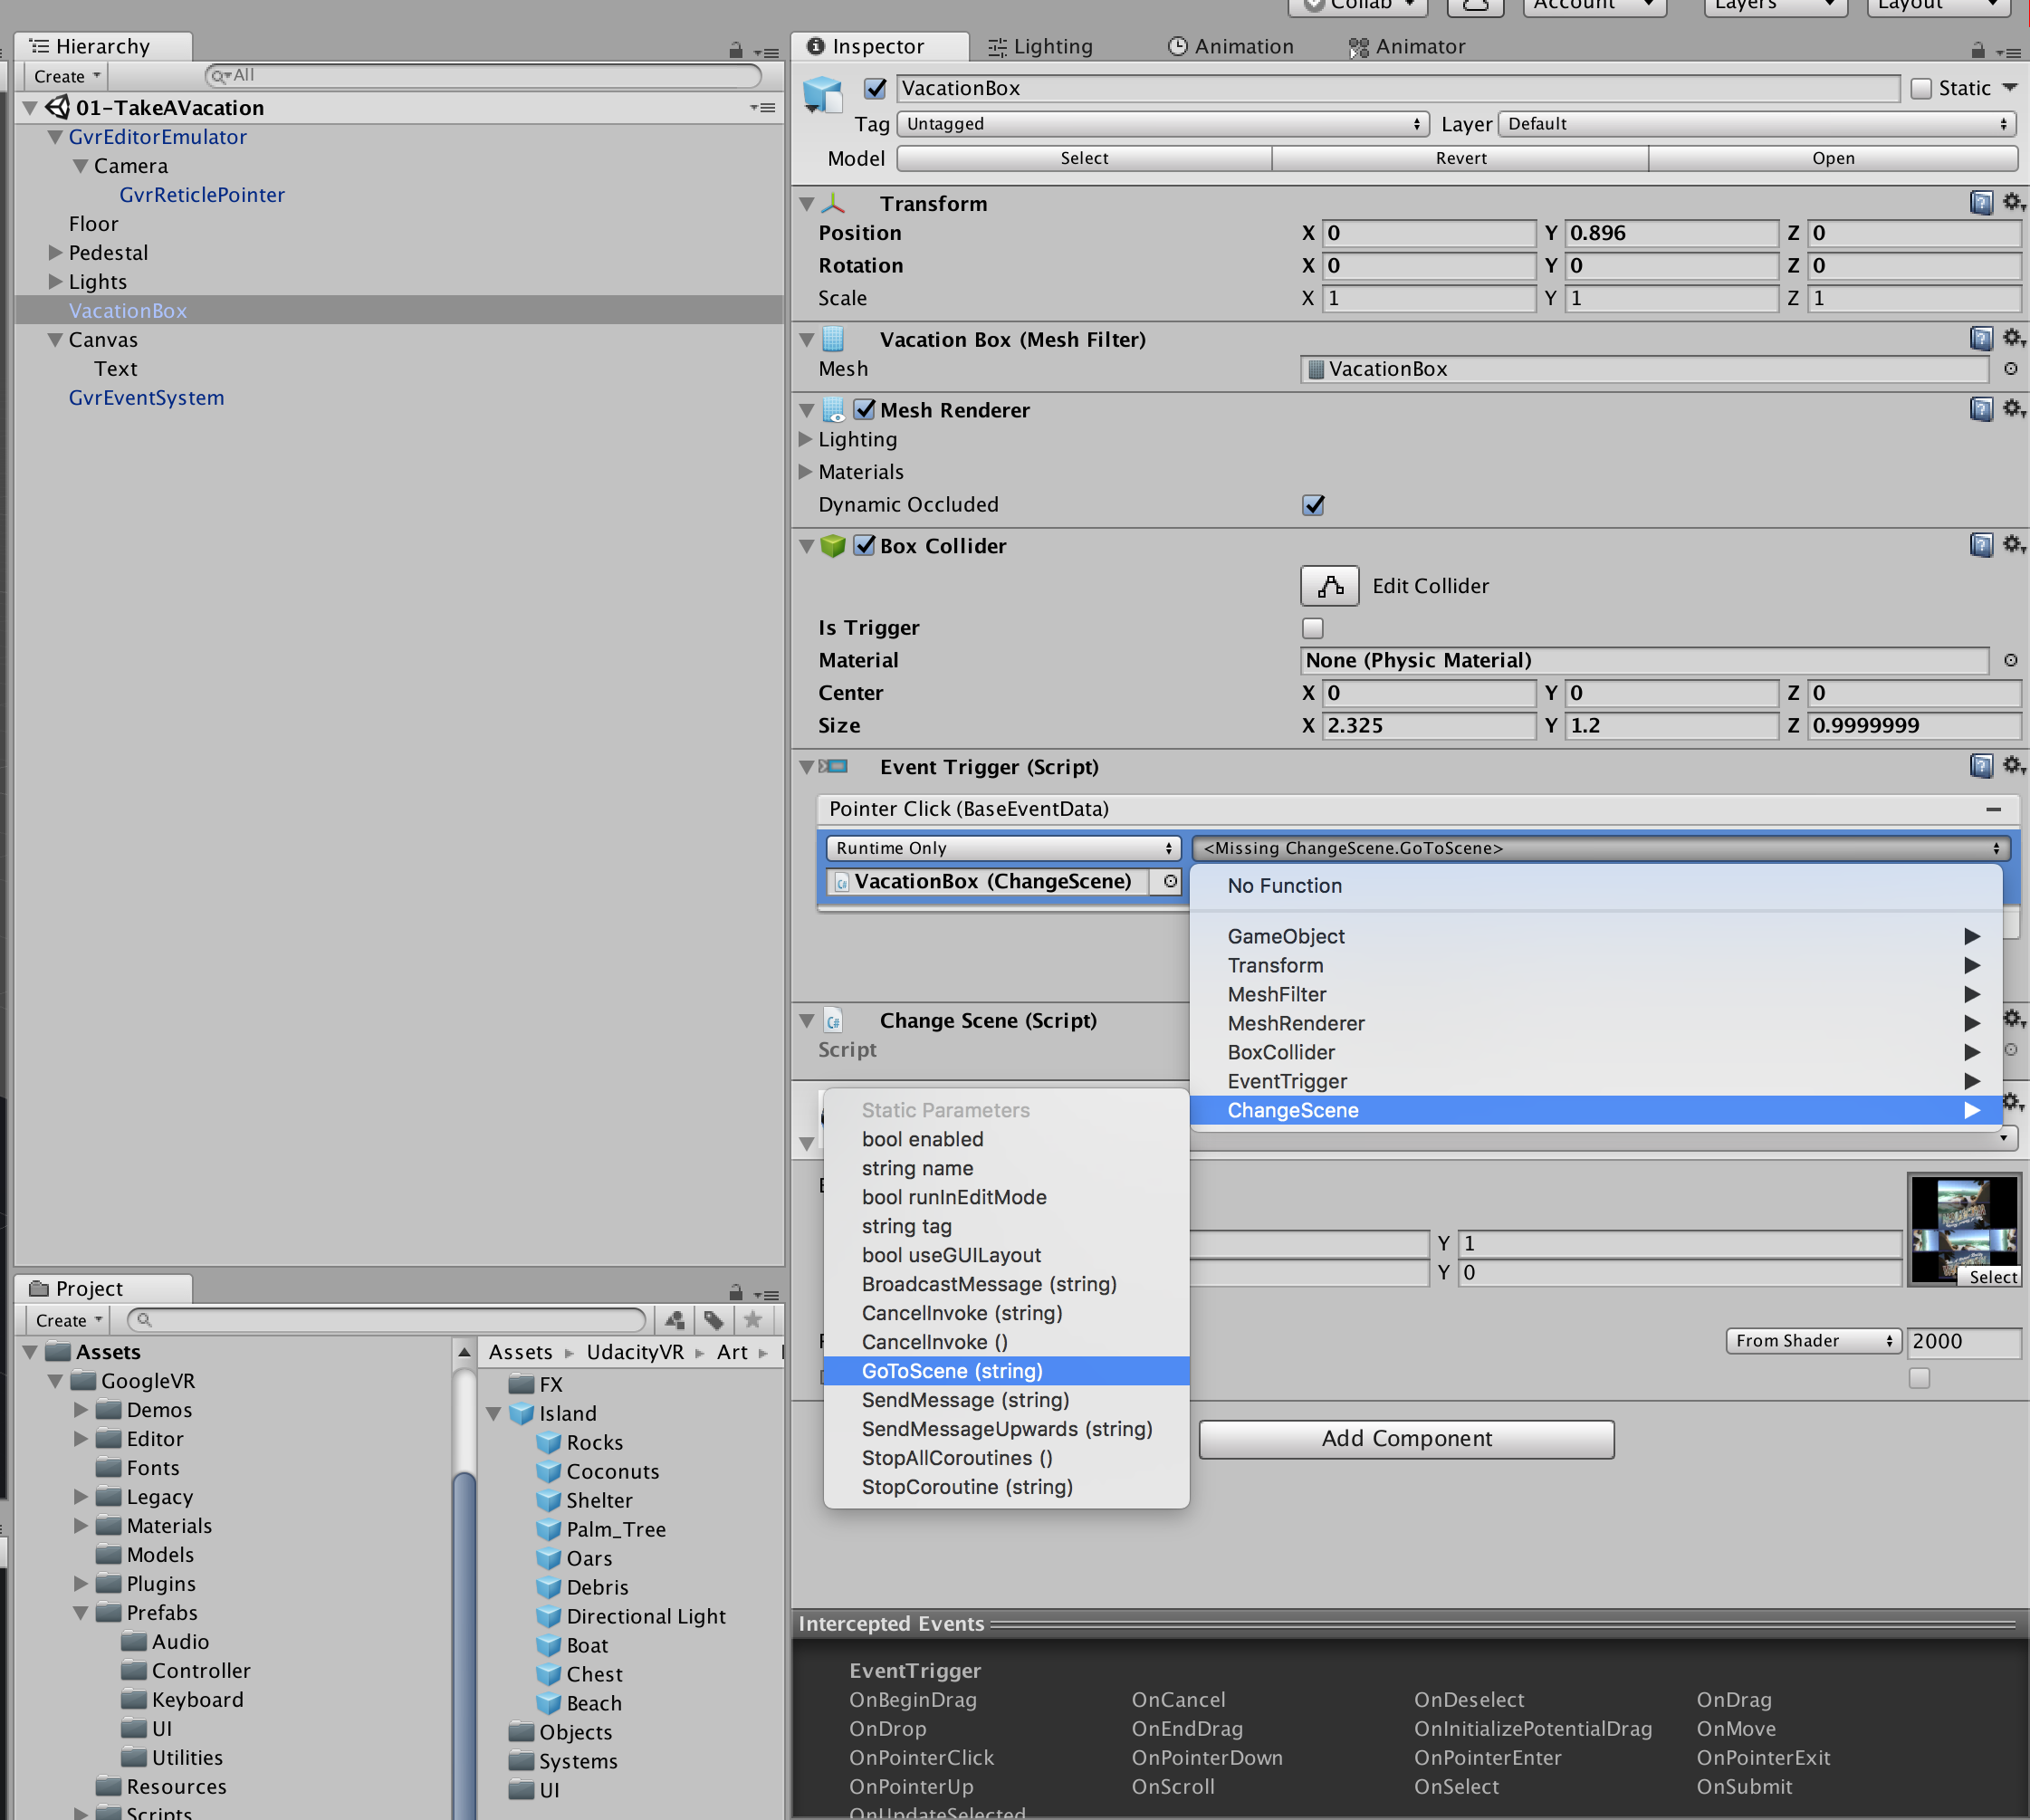 Collab
Account
Layers
Layout
Hierarchy
Create
All
01-TakeAVacation
GvrEditorEmulator
Camera
GvrReticlePointer
Floor
Pedestal
Lights
VacationBox
Canvas
Text
GvrEventSystem
Inspector
Lighting
Animation
Animator
VacationBox
Static
Tag Untagged Layer Default
Model Select Revert Open
Transform
Position X 0 Y 0.896 Z 0
Rotation X 0 Y 0 Z 0
Scale X 1 Y 1 Z 1
Vacation Box (Mesh Filter)
Mesh VacationBox
Mesh Renderer
Lighting
Materials
Dynamic Occluded
Box Collider
Edit Collider
Is Trigger
Material None (Physic Material)
Center X 0 Y 0 Z 0
Size X 2.325 Y 1.2 Z 0.9999999
Event Trigger (Script)
Pointer Click (BaseEventData)
Runtime Only <Missing ChangeScene.GoToScene>
VacationBox (ChangeScene)
No Function
GameObject
Transform
MeshFilter
MeshRenderer
BoxCollider
EventTrigger
ChangeScene
Change Scene (Script)
Script
Static Parameters
bool enabled
string name
bool runInEditMode
string tag
bool useGUILayout
BroadcastMessage (string)
CancelInvoke (string)
CancelInvoke ()
GoToScene (string)
SendMessage (string)
SendMessageUpwards (string)
StopAllCoroutines ()
StopCoroutine (string)
Y 1
Y 0
Select
From Shader 2000
Add Component
Project
Create
Assets
GoogleVR
Demos
Editor
Fonts
Legacy
Materials
Models
Plugins
Prefabs
Audio
Controller
Keyboard
UI
Utilities
Resources
Scripts
Assets UdacityVR Art
FX
Island
Rocks
Coconuts
Shelter
Palm_Tree
Oars
Debris
Directional Light
Boat
Chest
Beach
Objects
Systems
UI
Intercepted Events
EventTrigger
OnBeginDrag OnCancel OnDeselect OnDrag
OnDrop OnEndDrag OnInitializePotentialDrag OnMove
OnPointerClick OnPointerDown OnPointerEnter OnPointerExit
OnPointerUp OnScroll OnSelect OnSubmit
OnUpdateSelected